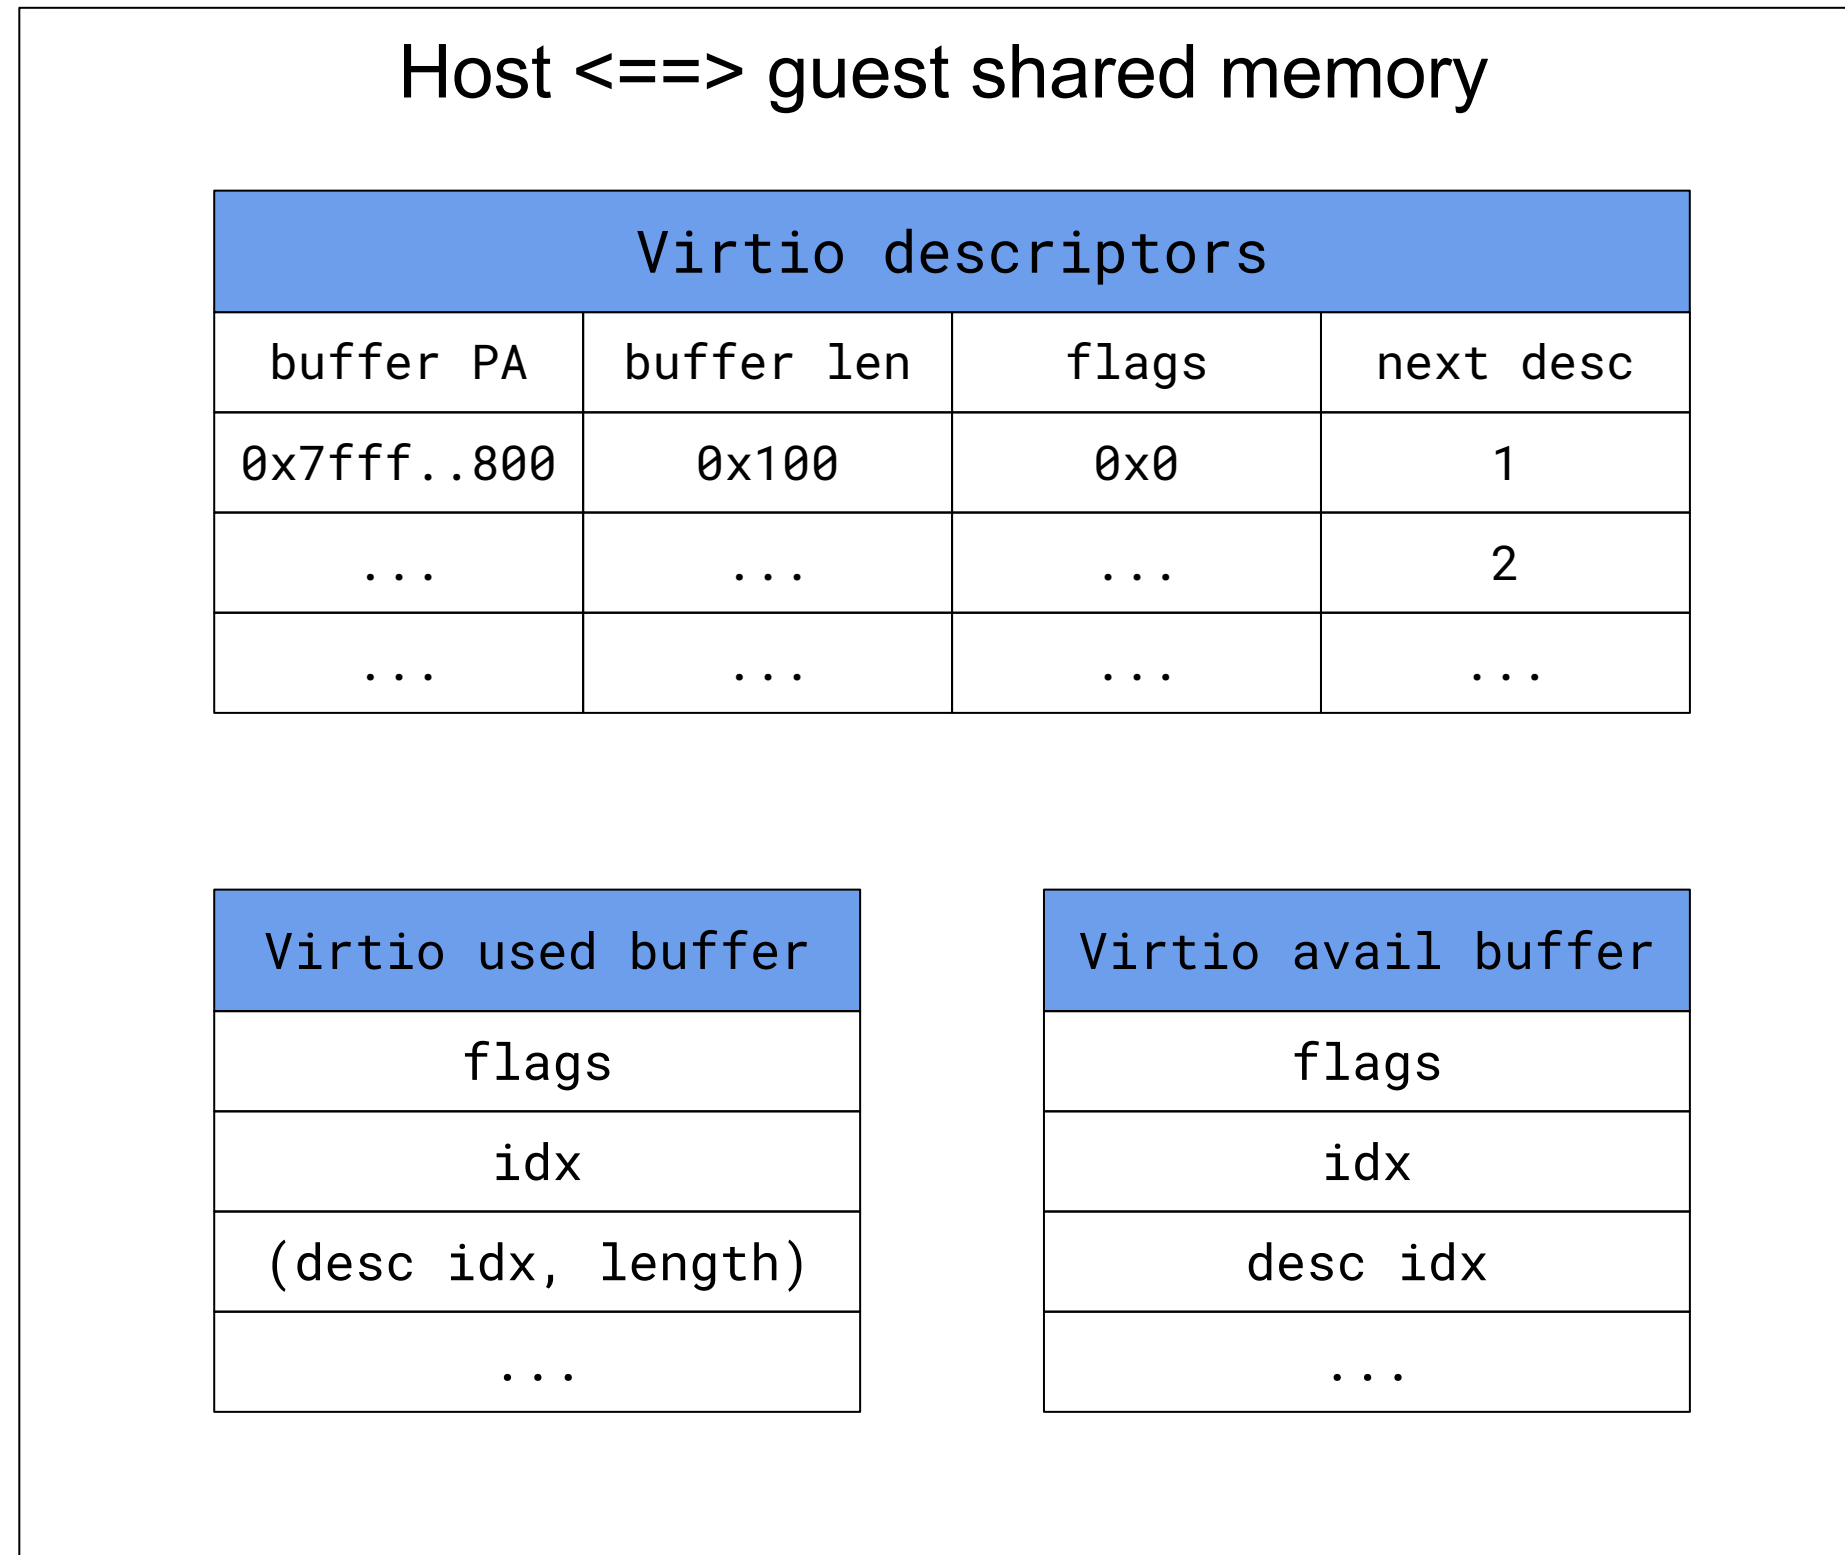 Host <==> guest shared memory
Virtio descriptors
buffer PA buffer len flags next desc
0x7fff..800 0x100 0x0 1
... ... ... 2
... ... ... ...
Virtio used buffer
flags
idx
(desc idx, length)
...
Virtio avail buffer
flags
idx
desc idx
...